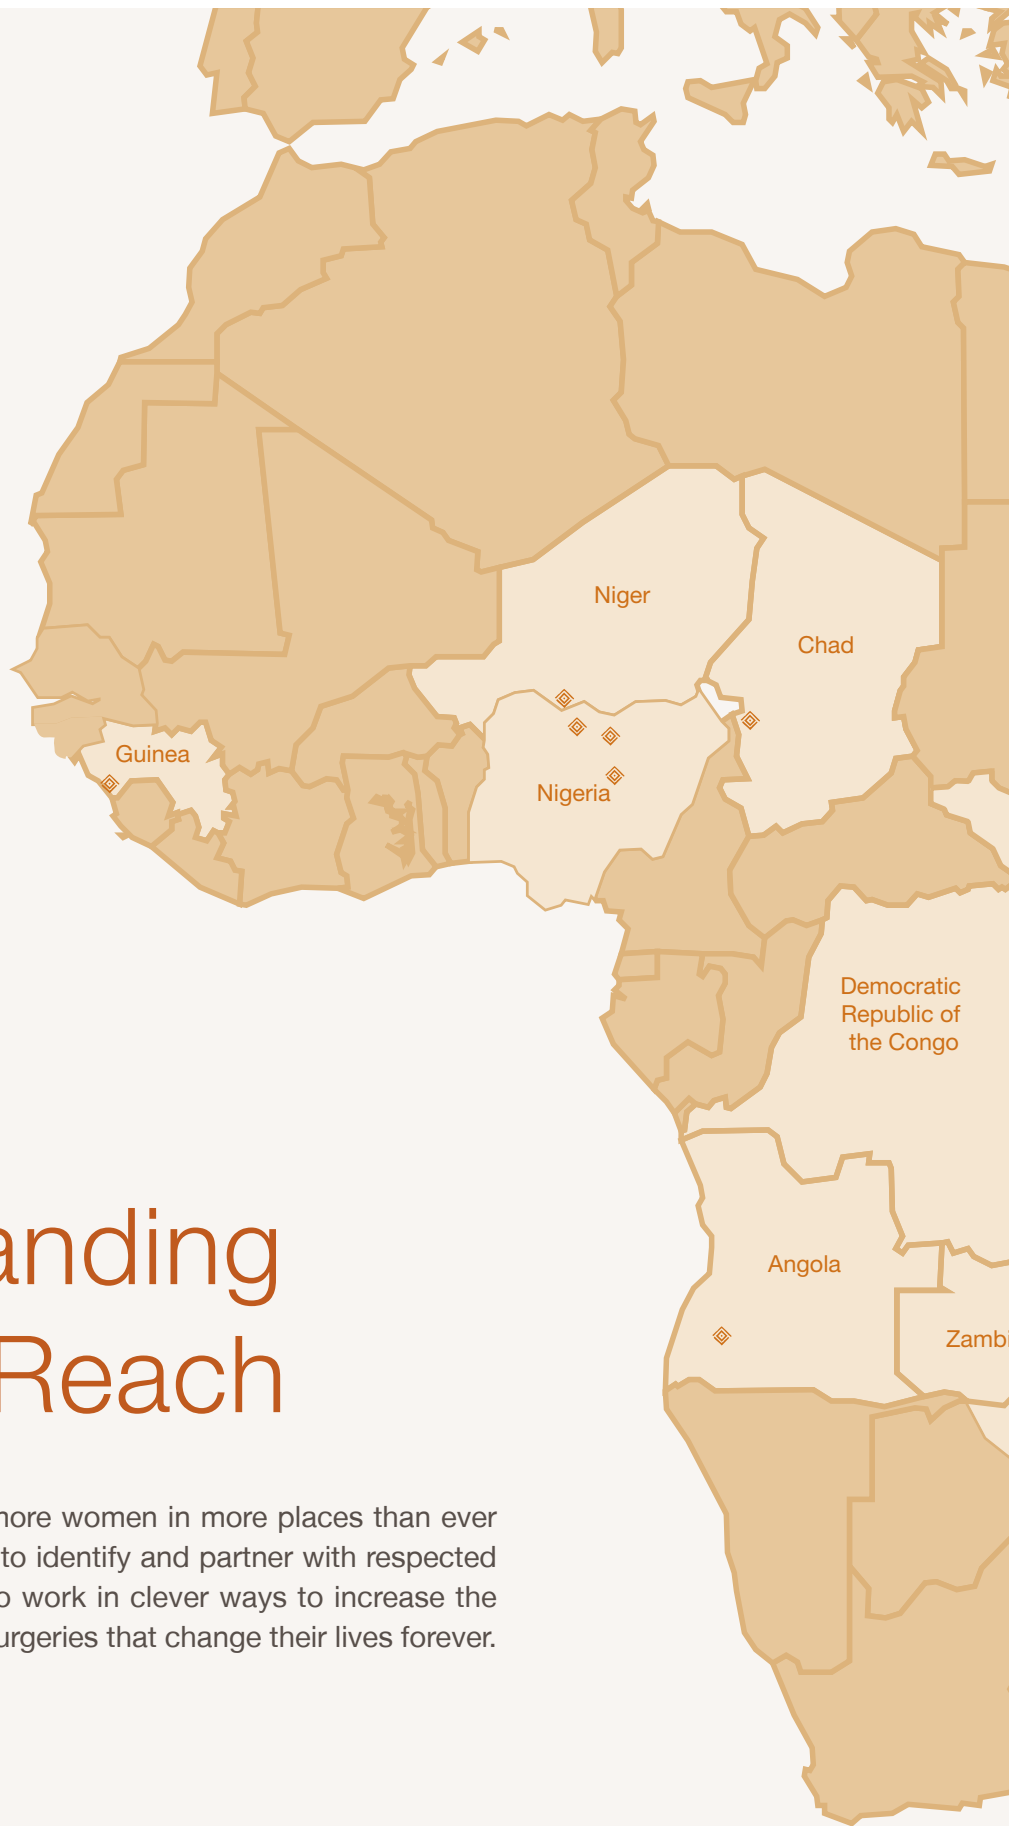 Niger
Chad
Guinea
Nigeria
Democratic
Republic of
the Congo
Angola
Zambi
anding
Reach
more women in more places than ever
to identify and partner with respected
o work in clever ways to increase the
urgeries that change their lives forever.